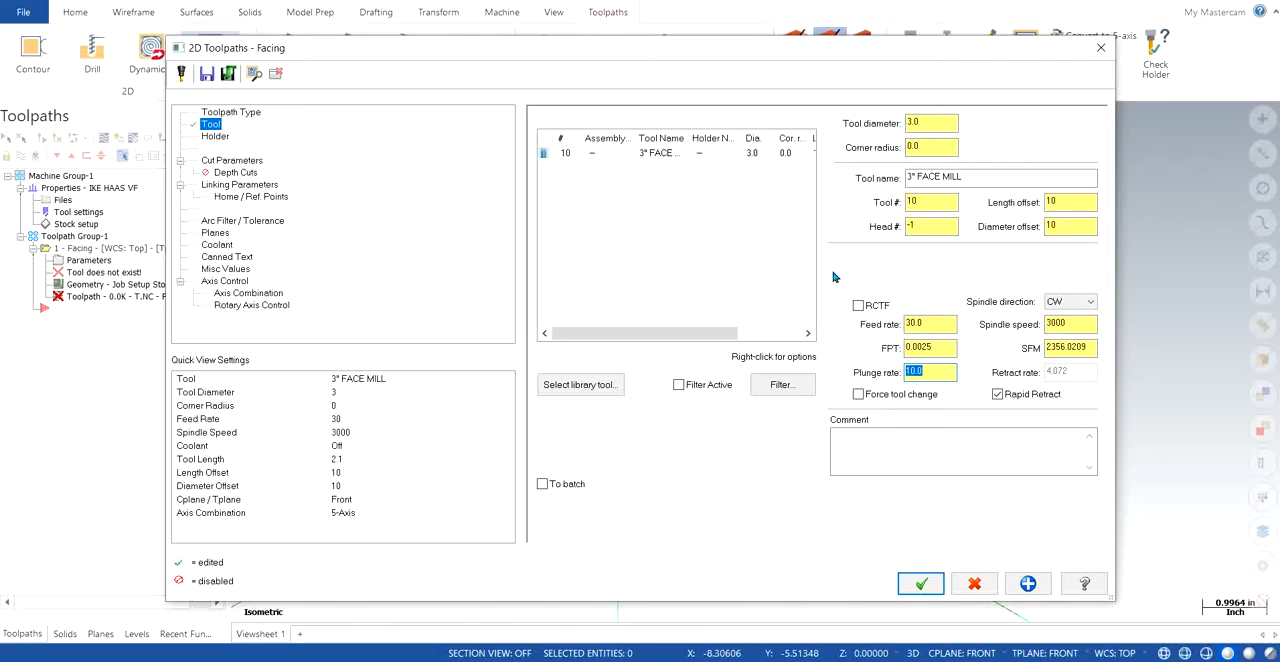 File Home Wireframe Surfaces Solids Model Prep Drafting Transform Machine View Toolpaths My Mastercam
Contour Drill Dynamic
2D
Convert to 5-axis
Check
Holder
2D Toolpaths - Facing
Toolpaths
Machine Group-1
Properties - IKE HAAS VF
Files
Tool settings
Stock setup
Toolpath Group-1
1 - Facing - [WCS: Top] - [T
Parameters
Tool does not exist!
Geometry - Job Setup Sto
Toolpath - 0.0K - T.NC - F
Toolpath Type
Tool
Holder
Cut Parameters
Depth Cuts
Linking Parameters
Home / Ref. Points
Arc Filter / Tolerance
Planes
Coolant
Canned Text
Misc Values
Axis Control
Axis Combination
Rotary Axis Control
Quick View Settings
Tool 3" FACE MILL
Tool Diameter 3
Corner Radius 0
Feed Rate 30
Spindle Speed 3000
Coolant Off
Tool Length 2.1
Length Offset 10
Diameter Offset 10
Cplane / Tplane Front
Axis Combination 5-Axis
= edited
= disabled
# Assembly... Tool Name Holder N... Dia. Cor. r...
10 -- 3" FACE ... -- 3.0 0.0
Right-click for options
Select library tool... Filter Active Filter...
To batch
Tool diameter: 3.0
Corner radius: 0.0
Tool name: 3" FACE MILL
Tool #: 10 Length offset: 10
Head #: -1 Diameter offset: 10
RCTF Spindle direction: CW
Feed rate: 30.0 Spindle speed: 3000
FPT: 0.0025 SFM 2356.0209
Plunge rate: 10.0 Retract rate: 4.072
Force tool change Rapid Retract
Comment
Isometric
0.9964 in
Inch
Toolpaths Solids Planes Levels Recent Fun... Viewsheet 1 +
SECTION VIEW: OFF SELECTED ENTITIES: 0 X: -8.30606 Y: -5.51348 Z: 0.00000 3D CPLANE: FRONT TPLANE: FRONT WCS: TOP